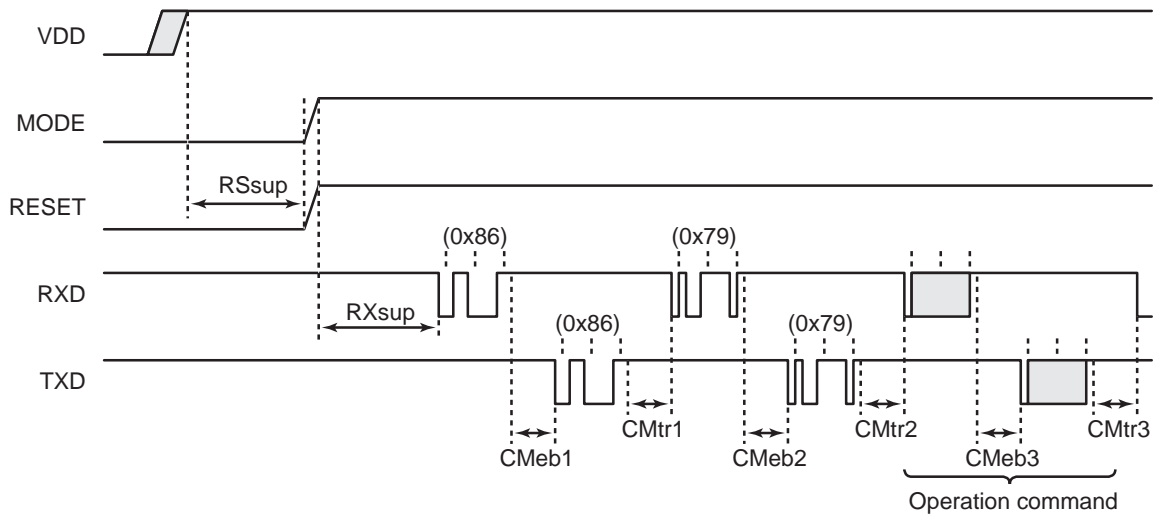 VDD
MODE
RSsup
RESET
(0x86)
(0x79)
RXD
RXsup
(0x86)
(0x79)
TXD
CMtr1
CMtr2
CMtr3
CMeb1
CMeb2
CMeb3
Operation command